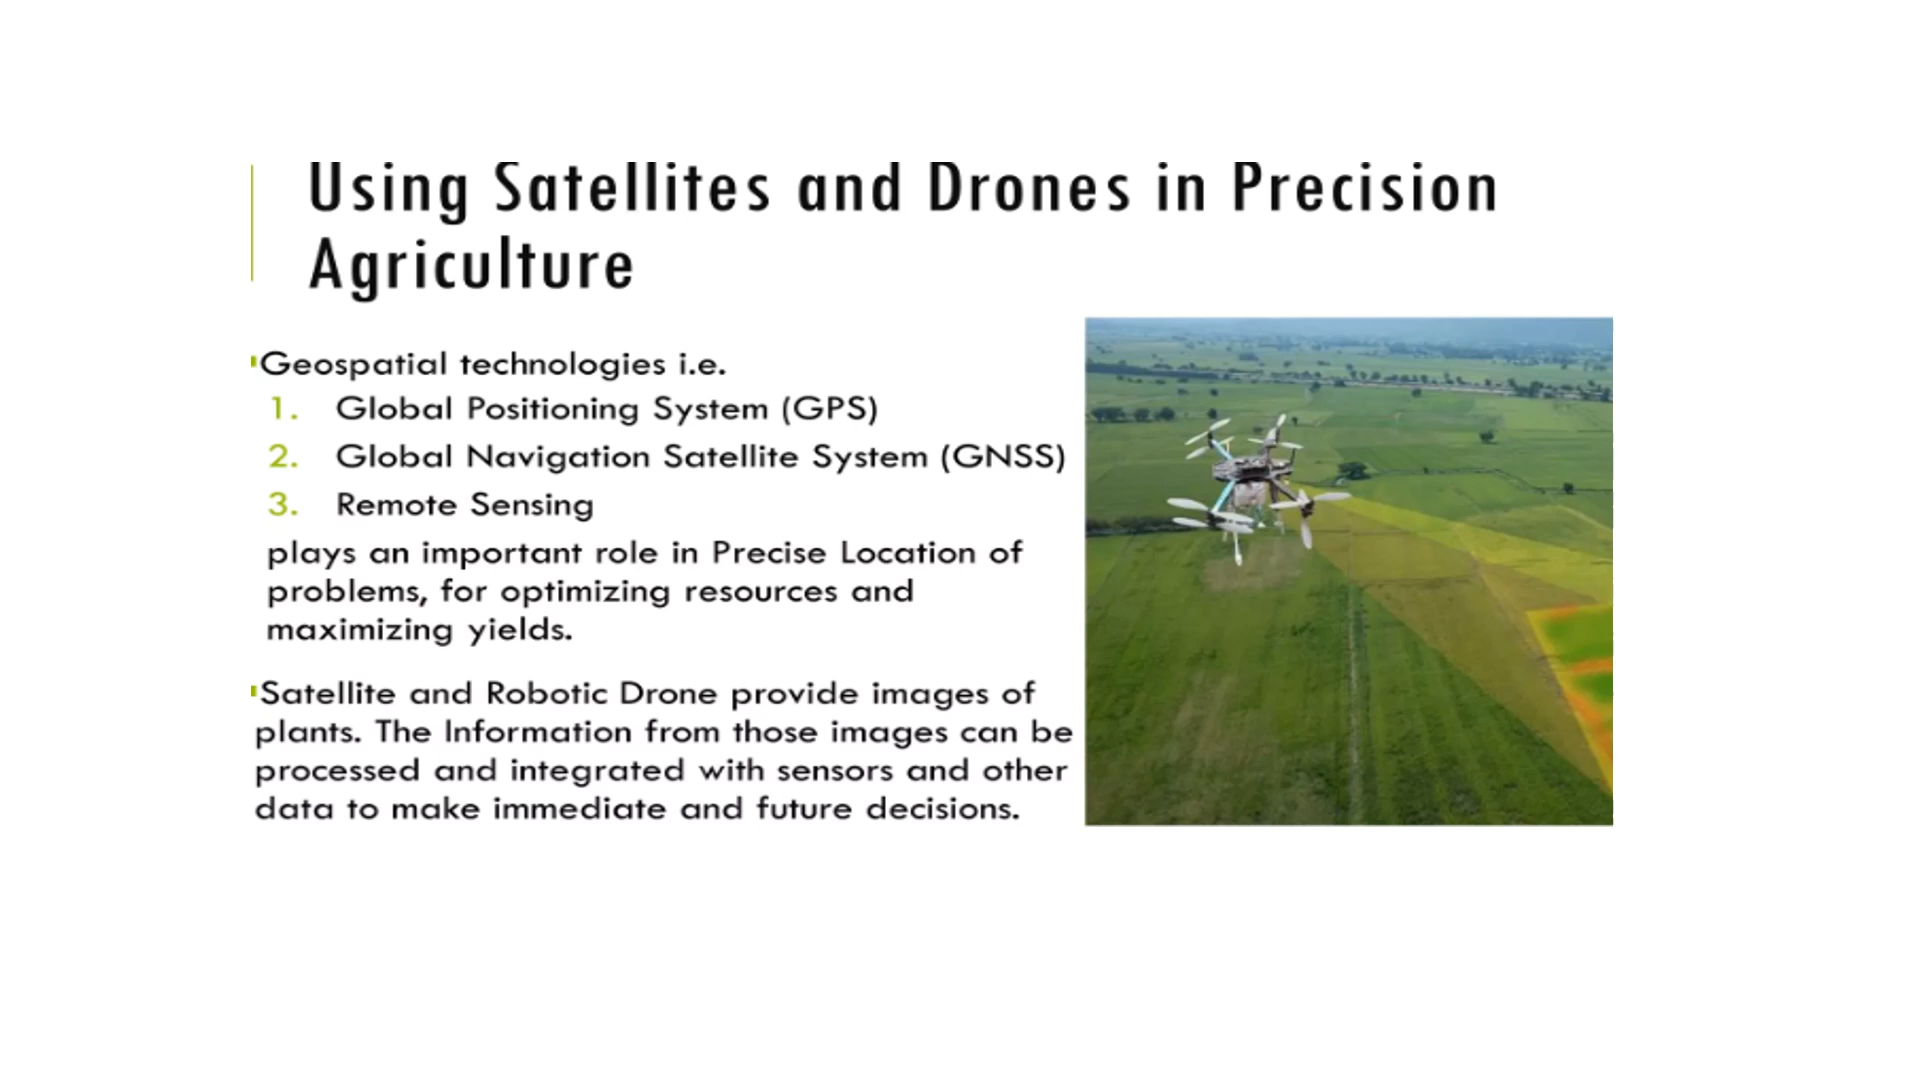 Using Satellites and Drones in Precision
Agriculture
Geospatial technologies i.e.
1. Global Positioning System (GPS)
2. Global Navigation Satellite System (GNSS)
3. Remote Sensing
plays an important role in Precise Location of
problems, for optimizing resources and
maximizing yields.
Satellite and Robotic Drone provide images of
plants. The Information from those images can be
processed and integrated with sensors and other
data to make immediate and future decisions.